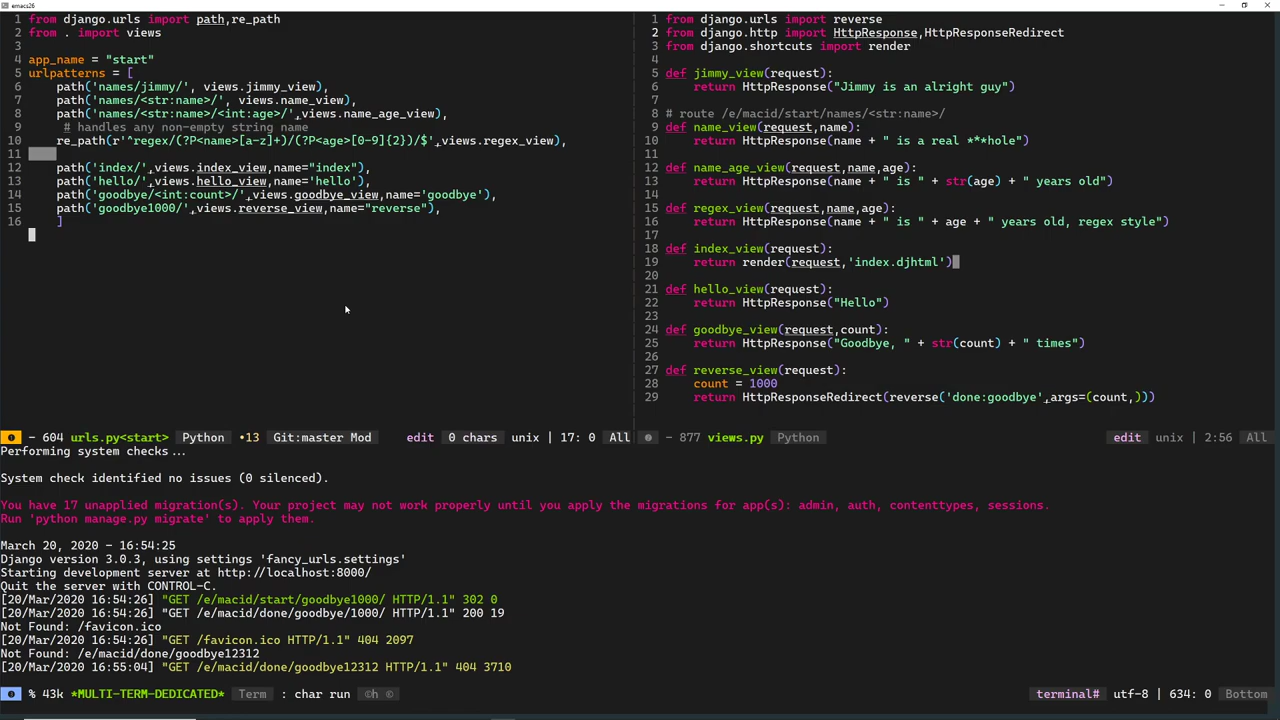 emacs26
1 from django.urls import path,re_path
2 from . import views
3
4 app_name = "start"
5 urlpatterns = [
6 path('names/jimmy/', views.jimmy_view),
7 path('names/<str:name>/', views.name_view),
8 path('names/<str:name>/<int:age>/',views.name_age_view),
9 # handles any non-empty string name
10 re_path(r'^regex/(?P<name>[a-z]+)/(?P<age>[0-9]{2})/$',views.regex_view),
11
12 path('index/',views.index_view,name="index"),
13 path('hello/',views.hello_view,name='hello'),
14 path('goodbye/<int:count>/',views.goodbye_view,name='goodbye'),
15 path('goodbye1000/',views.reverse_view,name="reverse"),
16 ]
- 604 urls.py<start> Python •13 Git:master Mod edit 0 chars unix | 17: 0 All
1 from django.urls import reverse
2 from django.http import HttpResponse,HttpResponseRedirect
3 from django.shortcuts import render
4
5 def jimmy_view(request):
6 return HttpResponse("Jimmy is an alright guy")
7
8 # route /e/macid/start/names/<str:name>/
9 def name_view(request,name):
10 return HttpResponse(name + " is a real ***hole")
11
12 def name_age_view(request,name,age):
13 return HttpResponse(name + " is " + str(age) + " years old")
14
15 def regex_view(request,name,age):
16 return HttpResponse(name + " is " + age + " years old, regex style")
17
18 def index_view(request):
19 return render(request,'index.djhtml')
20
21 def hello_view(request):
22 return HttpResponse("Hello")
23
24 def goodbye_view(request,count):
25 return HttpResponse("Goodbye, " + str(count) + " times")
26
27 def reverse_view(request):
28 count = 1000
29 return HttpResponseRedirect(reverse('done:goodbye',args=(count,)))
- 877 views.py Python edit unix | 2:56 All
Performing system checks...
System check identified no issues (0 silenced).
You have 17 unapplied migration(s). Your project may not work properly until you apply the migrations for app(s): admin, auth, contenttypes, sessions.
Run 'python manage.py migrate' to apply them.
March 20, 2020 - 16:54:25
Django version 3.0.3, using settings 'fancy_urls.settings'
Starting development server at http://localhost:8000/
Quit the server with CONTROL-C.
[20/Mar/2020 16:54:26] "GET /e/macid/start/goodbye1000/ HTTP/1.1" 302 0
[20/Mar/2020 16:54:26] "GET /e/macid/done/goodbye/1000/ HTTP/1.1" 200 19
Not Found: /favicon.ico
[20/Mar/2020 16:54:26] "GET /favicon.ico HTTP/1.1" 404 2097
Not Found: /e/macid/done/goodbye12312
[20/Mar/2020 16:55:04] "GET /e/macid/done/goodbye12312 HTTP/1.1" 404 3710
% 43k *MULTI-TERM-DEDICATED* Term : char run ©h © terminal# utf-8 | 634: 0 Bottom